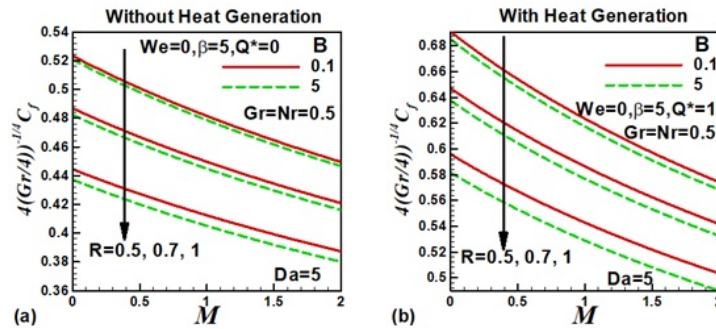 Without Heat Generation
0.54
0.52
0.5
0.48
0.46
0.44
0.42
0.4
0.38
0.36
4(Gr/4))^-1/4 C_f
We=0,β=5,Q*=0
B
0.1
5
Gr=Nr=0.5
R=0.5, 0.7, 1
Da=5
0 0.5 1 1.5 2
(a) M
With Heat Generation
0.68
0.66
0.64
0.62
0.6
0.58
0.56
0.54
0.52
0.5
4(Gr/4))^-1/4 C_f
B
0.1
5
We=0,β=5,Q*=1
Gr=Nr=0.5
R=0.5, 0.7, 1
Da=5
0 0.5 1 1.5 2
(b) M